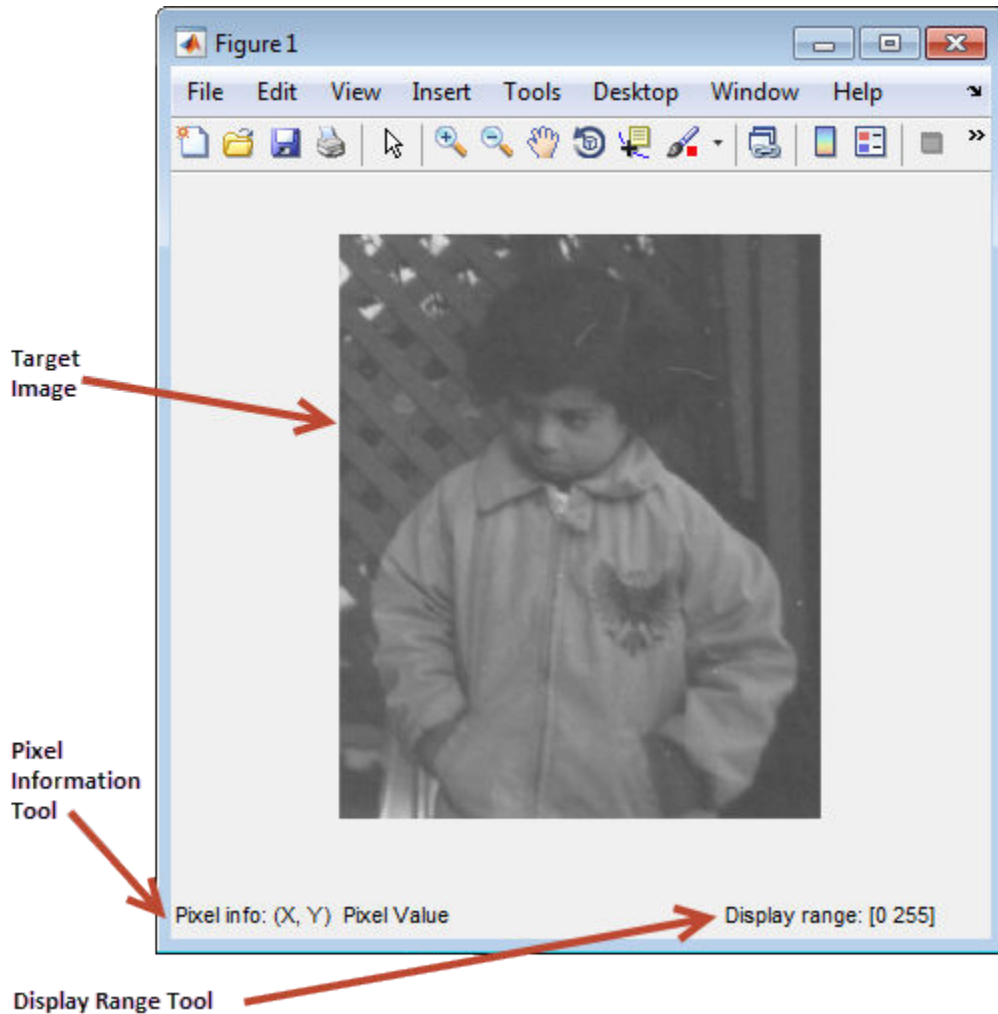 Figure 1
File Edit View Insert Tools Desktop Window Help
Target
Image
Pixel
Information
Tool
Pixel info: (X, Y) Pixel Value
Display range: [0 255]
Display Range Tool